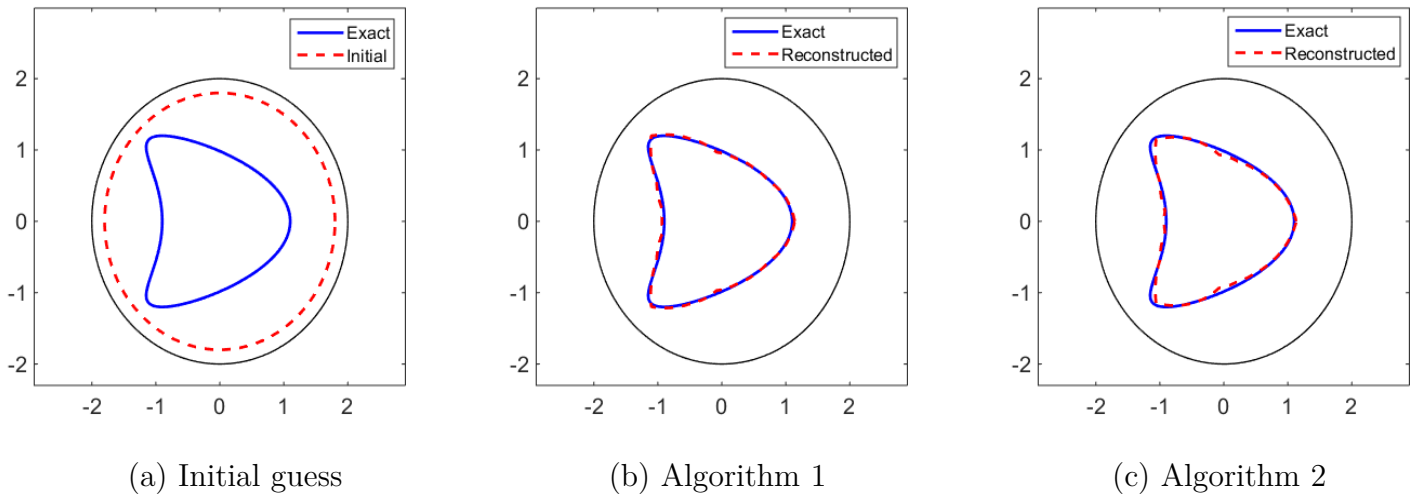 Exact
Initial
2
1
0
-1
-2
-2 -1 0 1 2
(a) Initial guess
Exact
Reconstructed
2
1
0
-1
-2
-2 -1 0 1 2
(b) Algorithm 1
Exact
Reconstructed
2
1
0
-1
-2
-2 -1 0 1 2
(c) Algorithm 2